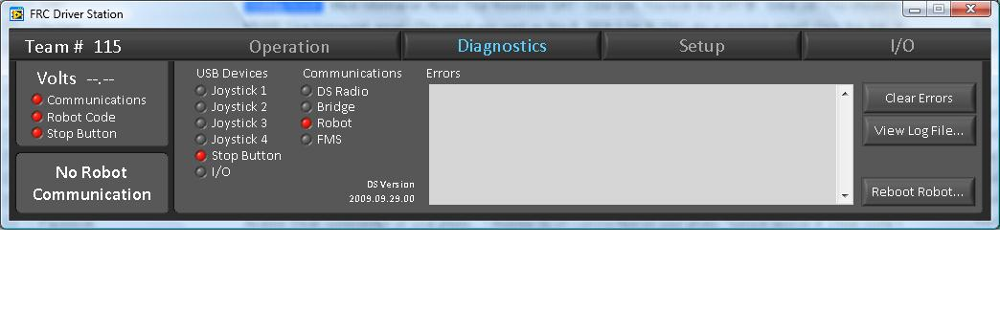 FRC Driver Station
Team # 115
Operation
Diagnostics
Setup
I/O
Volts --.--
Communications
Robot Code
Stop Button
No Robot
Communication
USB Devices
Joystick 1
Joystick 2
Joystick 3
Joystick 4
Stop Button
I/O
Communications
DS Radio
Bridge
Robot
FMS
DS Version
2009.09.29.00
Errors
Clear Errors
View Log File...
Reboot Robot...